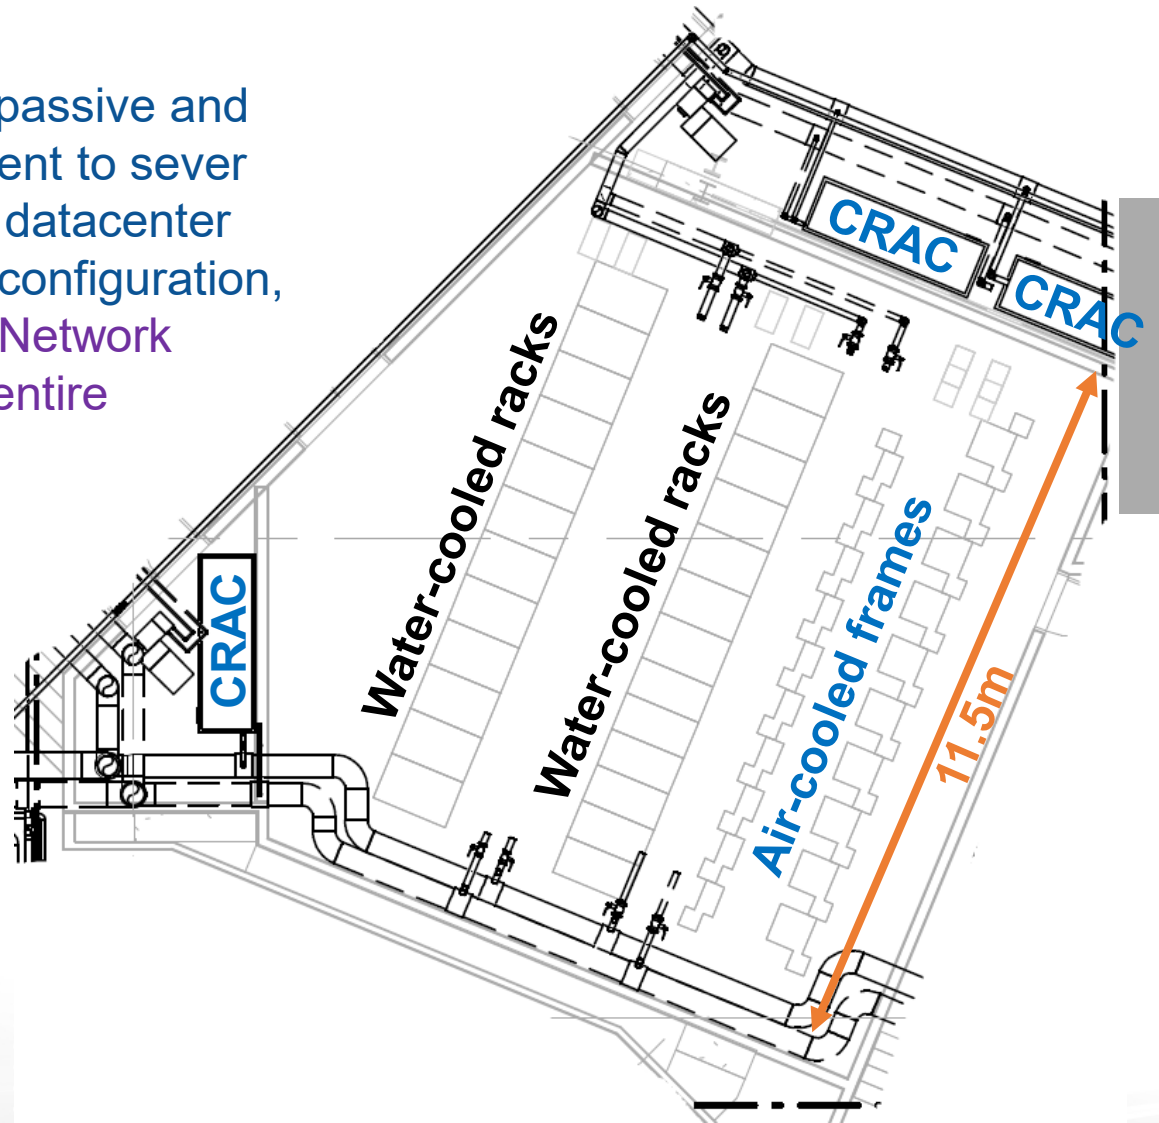 passive and
ent to sever
datacenter
configuration,
Network
entire
CRAC
CRAC
Water-cooled racks
Water-cooled racks
Air-cooled frames
11.5m
CRAC